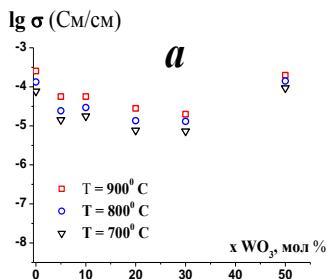 lg σ (См/см)
а
-3
-4
-5
-6
-7
-8
T = 900⁰ C
T = 800⁰ C
T = 700⁰ C
x WO₃, мол %
0 10 20 30 40 50 60